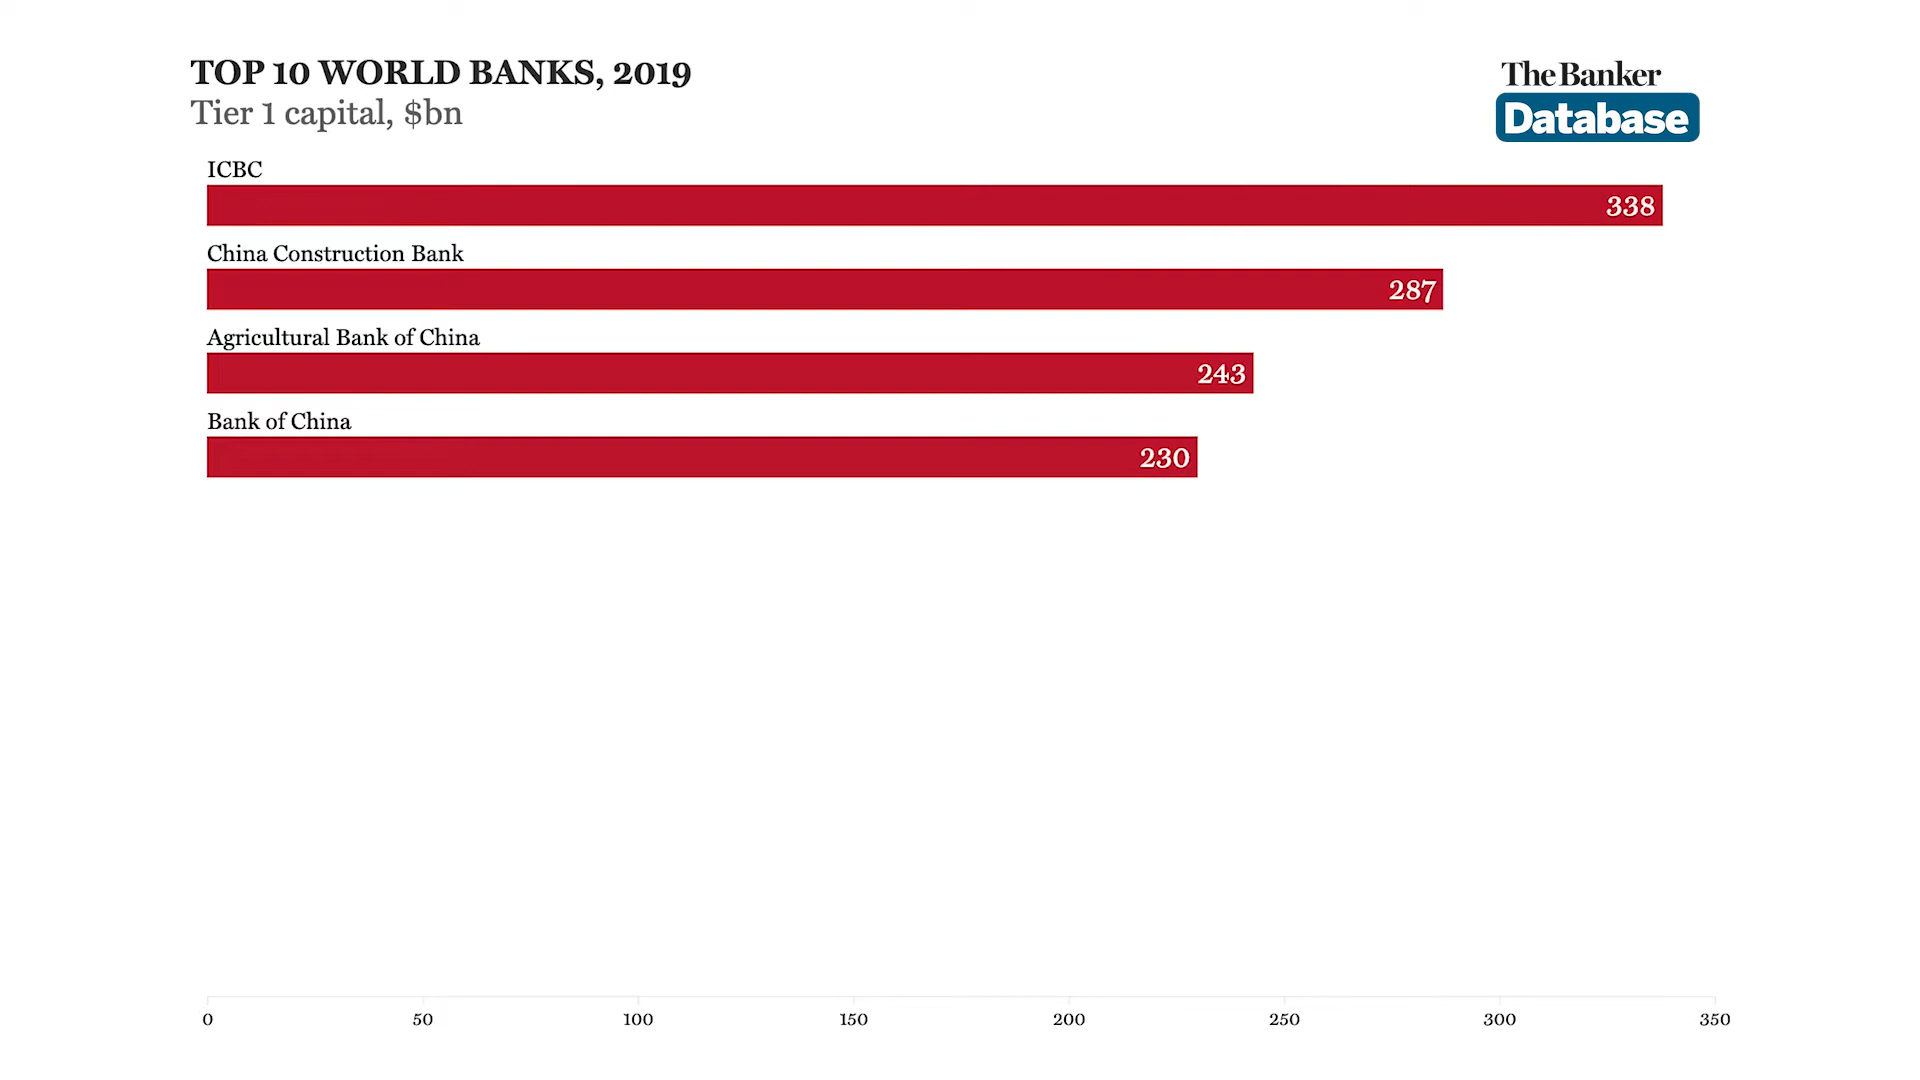 TOP 10 WORLD BANKS, 2019
Tier 1 capital, $bn
The Banker
Database
ICBC
338
China Construction Bank
287
Agricultural Bank of China
243
Bank of China
230
0 50 100 150 200 250 300 350